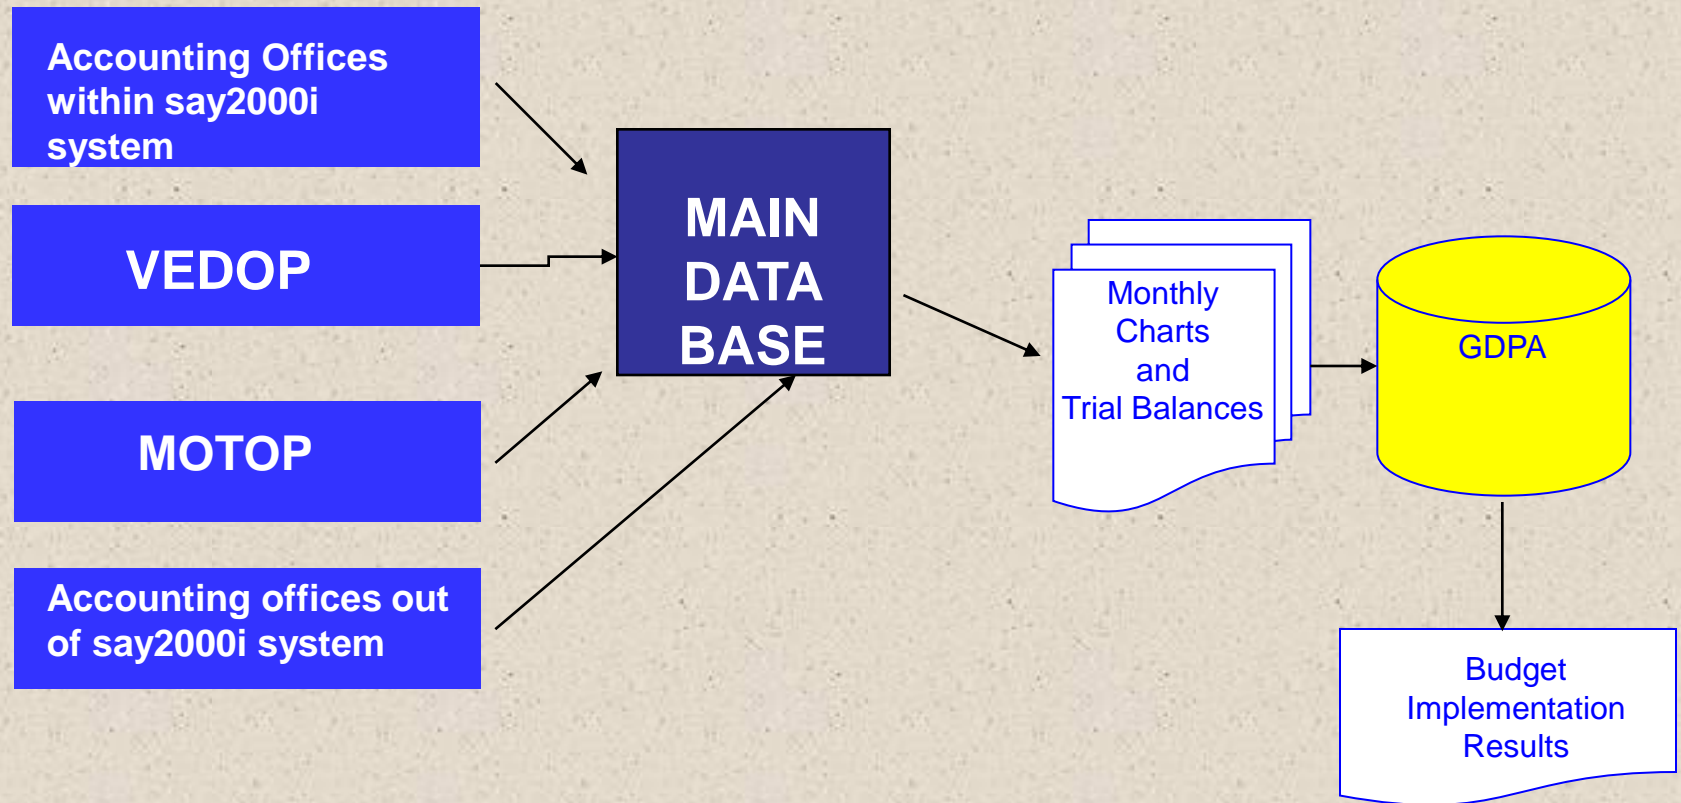 Accounting Offices
within say2000i
system
VEDOP
MOTOP
Accounting offices out
of say2000i system
MAIN
DATA
BASE
Monthly
Charts
and
Trial Balances
GDPA
Budget
Implementation
Results